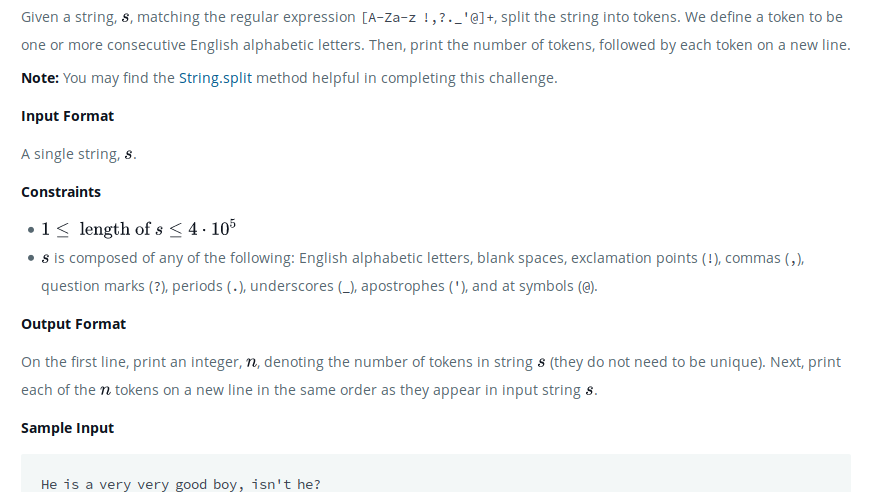 Given a string, s, matching the regular expression [A-Za-z !,?._'@]+, split the string into tokens. We define a token to be
one or more consecutive English alphabetic letters. Then, print the number of tokens, followed by each token on a new line.
Note: You may find the String.split method helpful in completing this challenge.
Input Format
A single string, s.
Constraints
• 1 ≤ length of s ≤ 4 · 10⁵
• s is composed of any of the following: English alphabetic letters, blank spaces, exclamation points (!), commas (,),
question marks (?), periods (.), underscores (_), apostrophes ('), and at symbols (@).
Output Format
On the first line, print an integer, n, denoting the number of tokens in string s (they do not need to be unique). Next, print
each of the n tokens on a new line in the same order as they appear in input string s.
Sample Input
He is a very very good boy, isn't he?